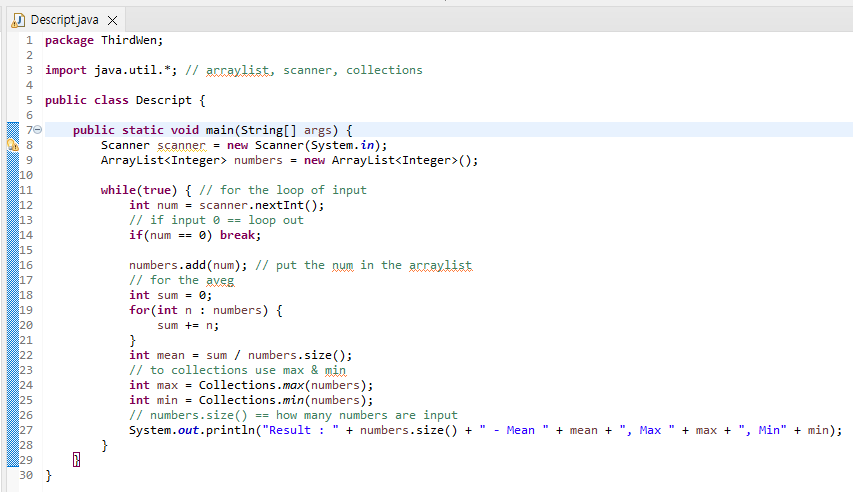 Descript.java
1 package ThirdWen;
2
3 import java.util.*; // arraylist, scanner, collections
4
5 public class Descript {
6
7     public static void main(String[] args) {
8         Scanner scanner = new Scanner(System.in);
9         ArrayList<Integer> numbers = new ArrayList<Integer>();
10
11         while(true) { // for the loop of input
12             int num = scanner.nextInt();
13             // if input 0 == loop out
14             if(num == 0) break;
15
16             numbers.add(num); // put the num in the arraylist
17             // for the aveg
18             int sum = 0;
19             for(int n : numbers) {
20                 sum += n;
21             }
22             int mean = sum / numbers.size();
23             // to collections use max & min
24             int max = Collections.max(numbers);
25             int min = Collections.min(numbers);
26             // numbers.size() == how many numbers are input
27             System.out.println("Result : " + numbers.size() + " - Mean " + mean + ", Max " + max + ", Min" + min);
28         }
29     }
30 }